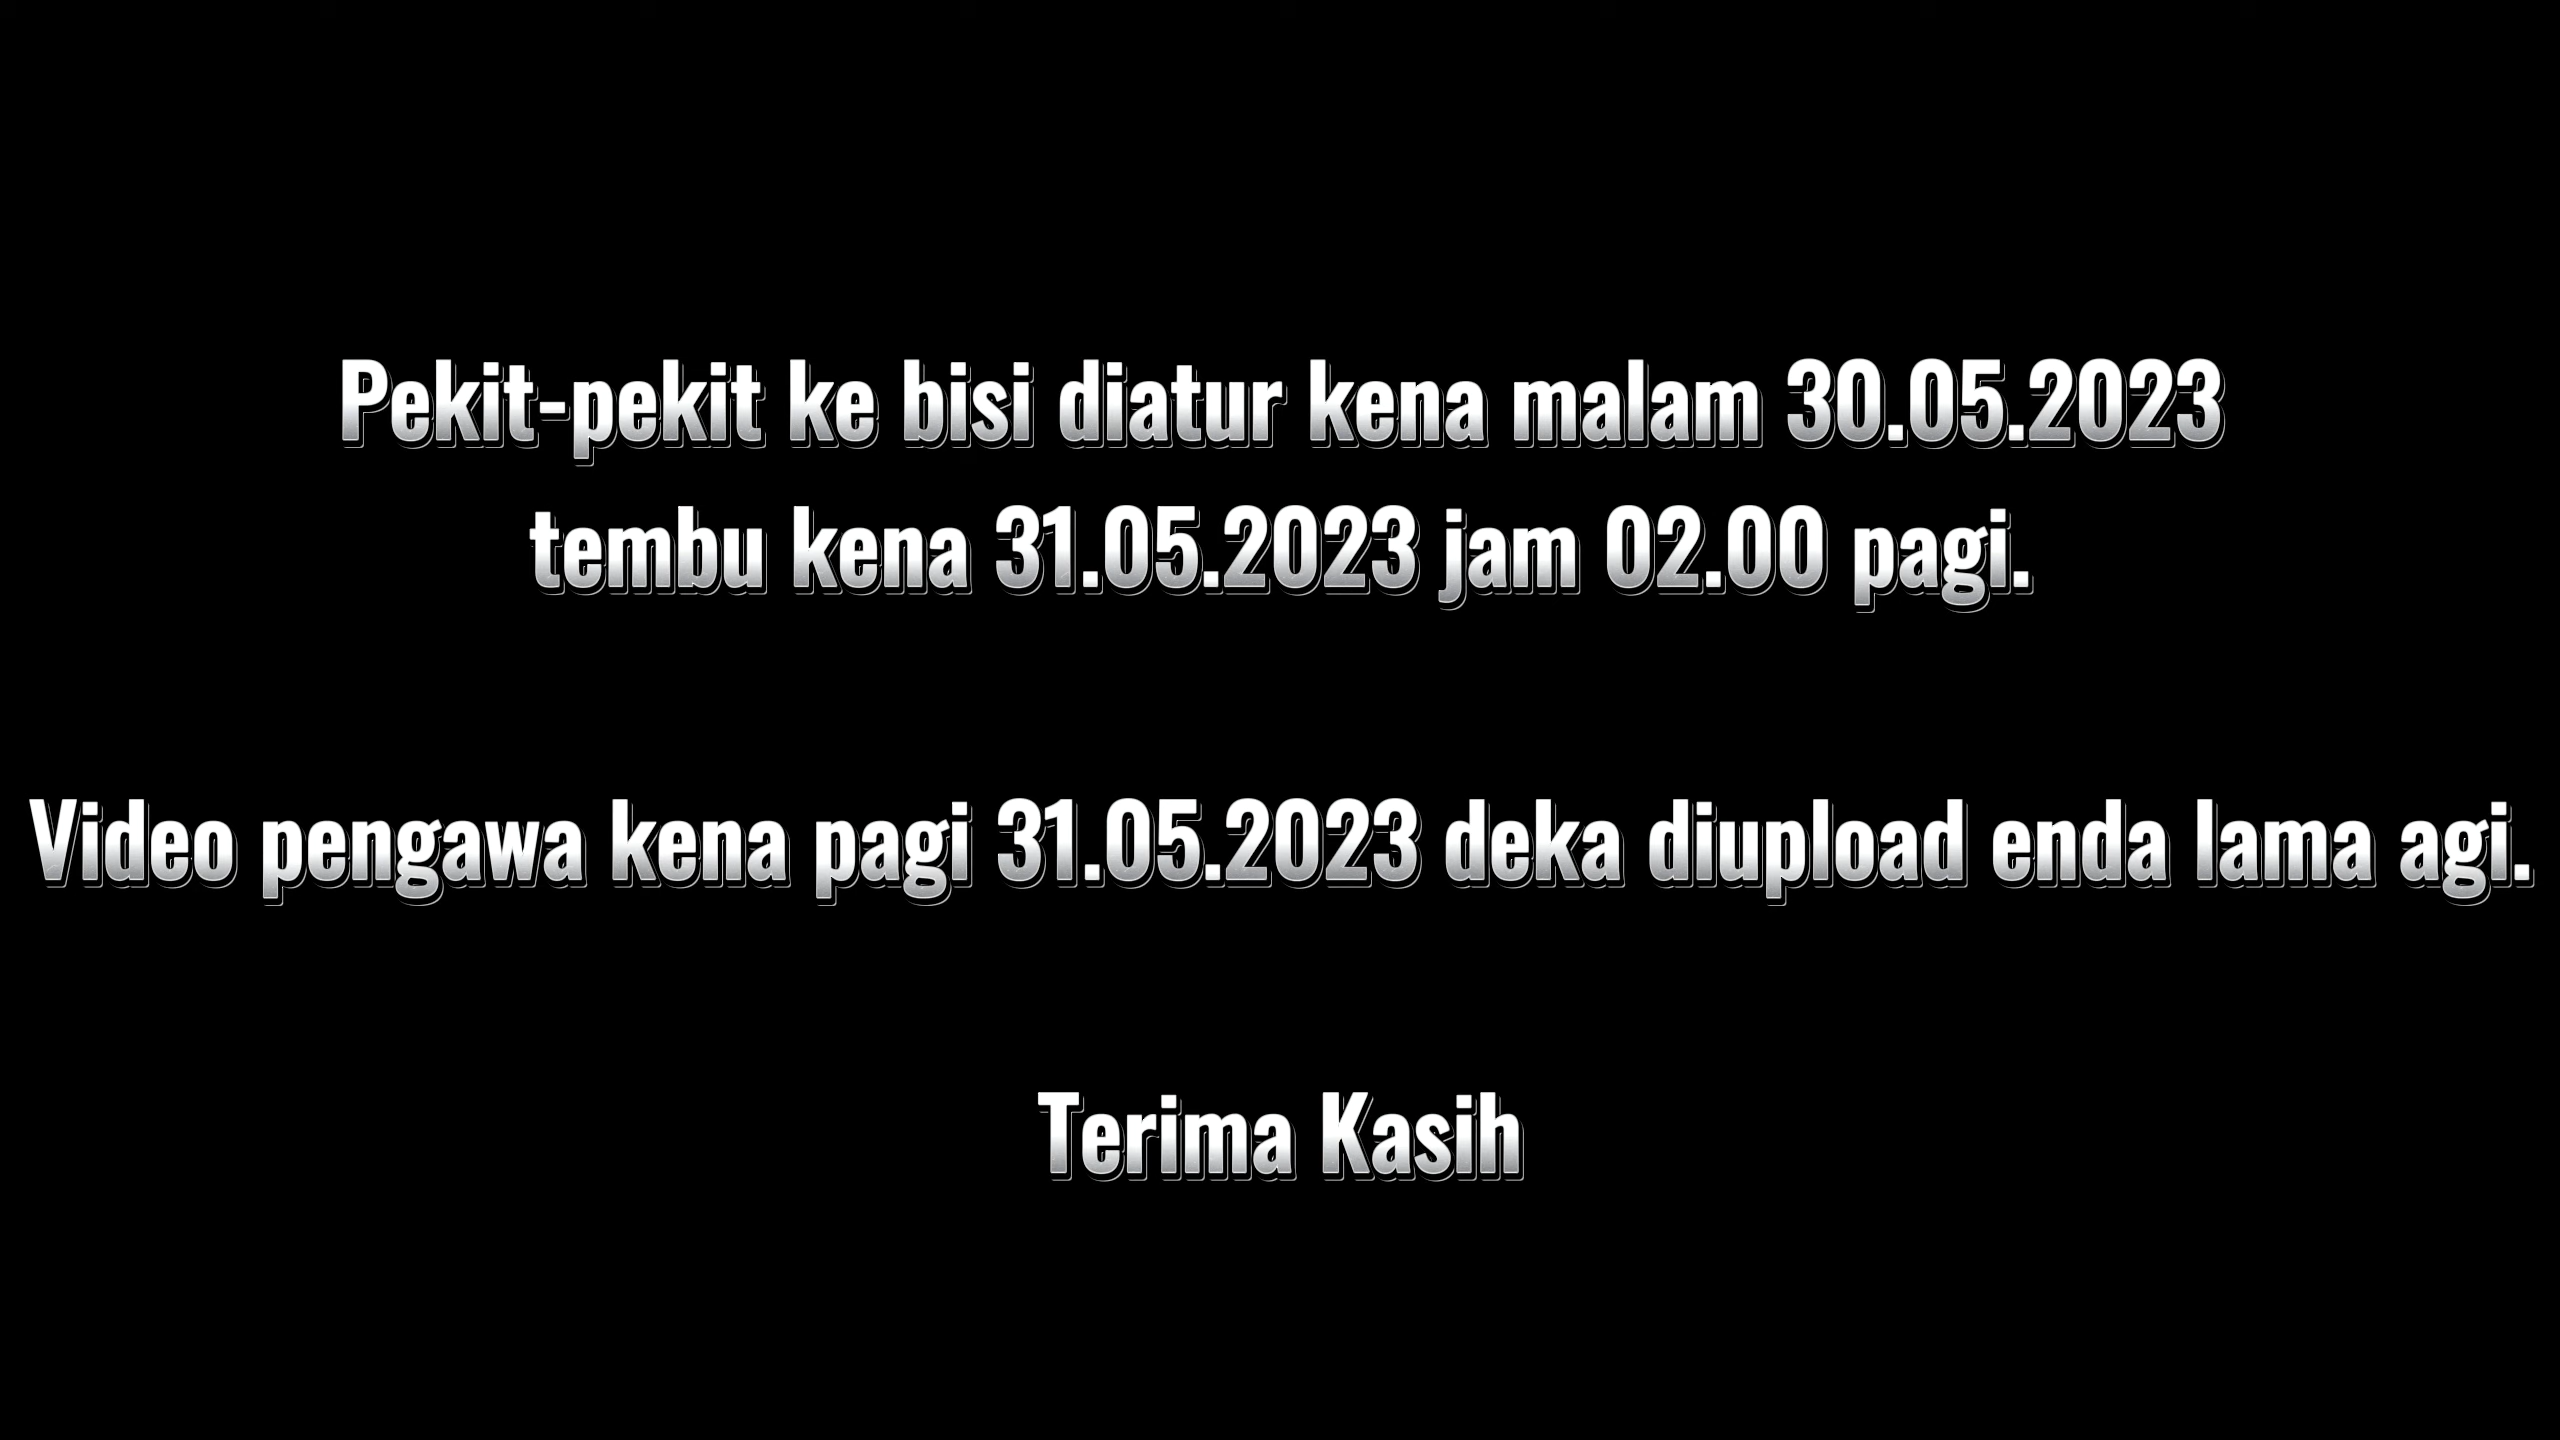 Pekit-pekit ke bisi diatur kena malam 30.05.2023
tembu kena 31.05.2023 jam 02.00 pagi.
Video pengawa kena pagi 31.05.2023 deka diupload enda lama agi.
Terima Kasih